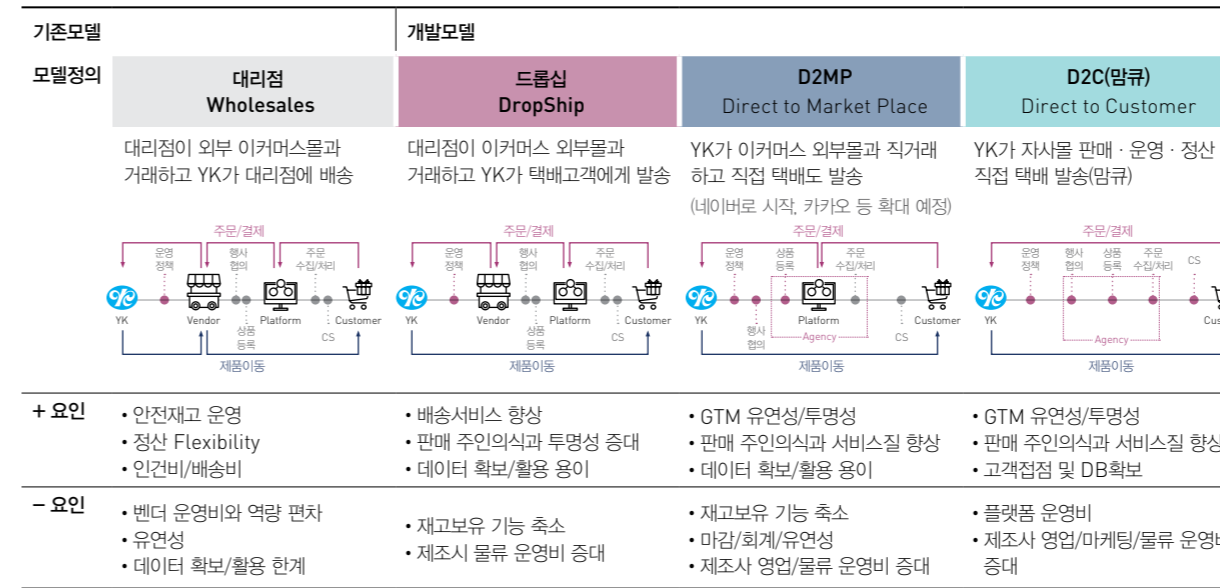 기존모델
개발모델
모델정의
대리점
Wholesales
드롭십
DropShip
D2MP
Direct to Market Place
D2C(맘큐)
Direct to Customer
대리점이 외부 이커머스몰과
거래하고 YK가 대리점에 배송
대리점이 이커머스 외부몰과
거래하고 YK가 택배고객에게 발송
YK가 이커머스 외부몰과 직거래
하고 직접 택배도 발송
(네이버로 시작, 카카오 등 확대 예정)
YK가 자사몰 판매·운영·정산
직접 택배 발송(맘큐)
주문/결제
운영
정책
행사
협의
주문
수집/처리
YK
Vendor
Platform
Customer
상품
등록
CS
제품이동
주문/결제
운영
정책
행사
협의
주문
수집/처리
YK
Vendor
Platform
Customer
상품
등록
CS
제품이동
주문/결제
운영
정책
상품
등록
주문
수집/처리
YK
Platform
Customer
행사
협의
Agency
CS
제품이동
주문/결제
운영
정책
행사
협의
상품
등록
주문
수집/처리
CS
YK
Agency
제품이동
+ 요인
• 안전재고 운영
• 정산 Flexibility
• 인건비/배송비
• 배송서비스 향상
• 판매 주인의식과 투명성 증대
• 데이터 확보/활용 용이
• GTM 유연성/투명성
• 판매 주인의식과 서비스질 향상
• 데이터 확보/활용 용이
• GTM 유연성/투명성
• 판매 주인의식과 서비스질 향상
• 고객접점 및 DB확보
– 요인
• 벤더 운영비와 역량 편차
• 유연성
• 데이터 확보/활용 한계
• 재고보유 기능 축소
• 제조시 물류 운영비 증대
• 재고보유 기능 축소
• 마감/회계/유연성
• 제조사 영업/물류 운영비 증대
• 플랫폼 운영비
• 제조사 영업/마케팅/물류 운영비
증대